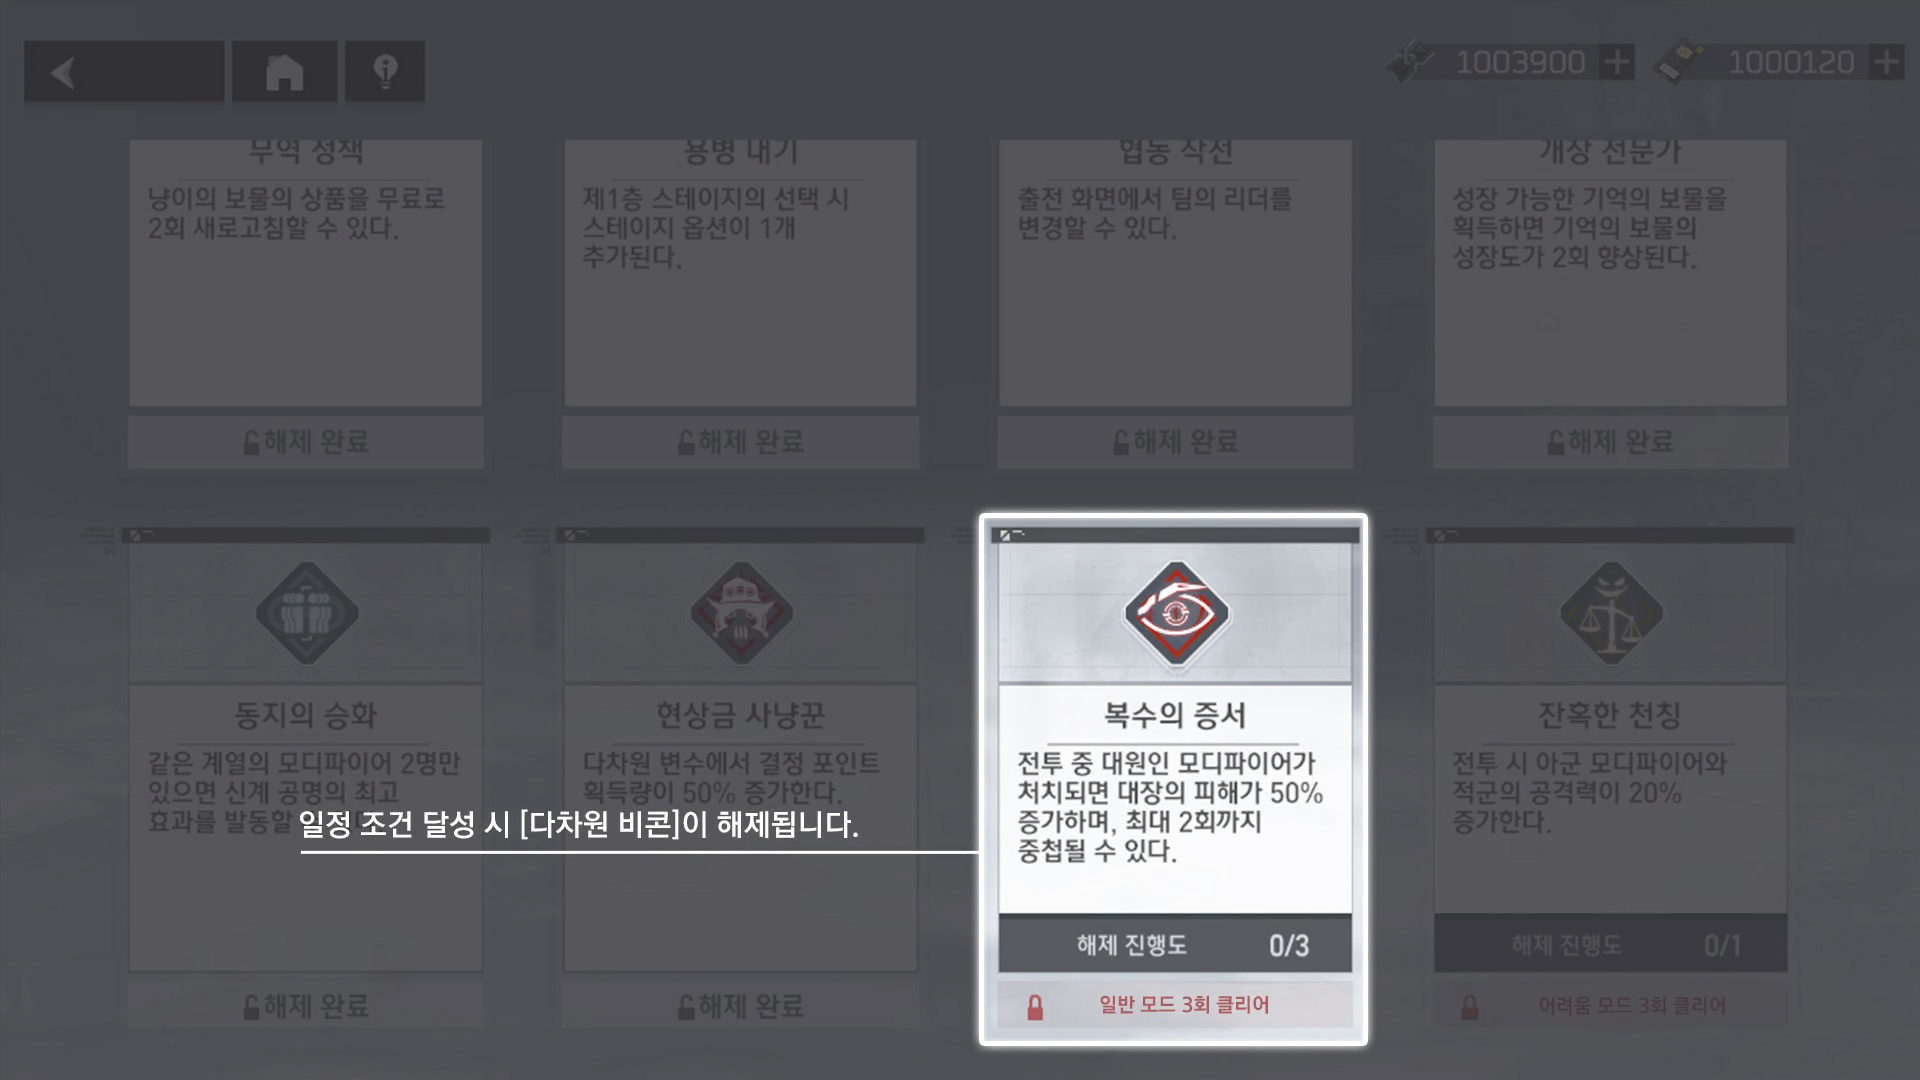 1003900
1000120
무역 정책
냥이의 보물의 상품을 무료로
2회 새로고침할 수 있다.
해제 완료
용병 내기
제1층 스테이지의 선택 시
스테이지 옵션이 1개
추가된다.
해제 완료
협동 작전
출전 화면에서 팀의 리더를
변경할 수 있다.
해제 완료
개장 전문가
성장 가능한 기억의 보물을
획득하면 기억의 보물의
성장도가 2회 향상된다.
해제 완료
동지의 승화
같은 계열의 모디파이어 2명만
있으면 신계 공명의 최고
효과를 발동할
해제 완료
현상금 사냥꾼
다차원 변수에서 결정 포인트
획득량이 50% 증가한다.
해제 완료
일정 조건 달성 시 [다차원 비콘]이 해제됩니다.
복수의 증서
전투 중 대원인 모디파이어가
처치되면 대장의 피해가 50%
증가하며, 최대 2회까지
중첩될 수 있다.
해제 진행도 0/3
일반 모드 3회 클리어
잔혹한 천칭
전투 시 아군 모디파이어와
적군의 공격력이 20%
증가한다.
해제 진행도 0/1
어려움 모드 3회 클리어